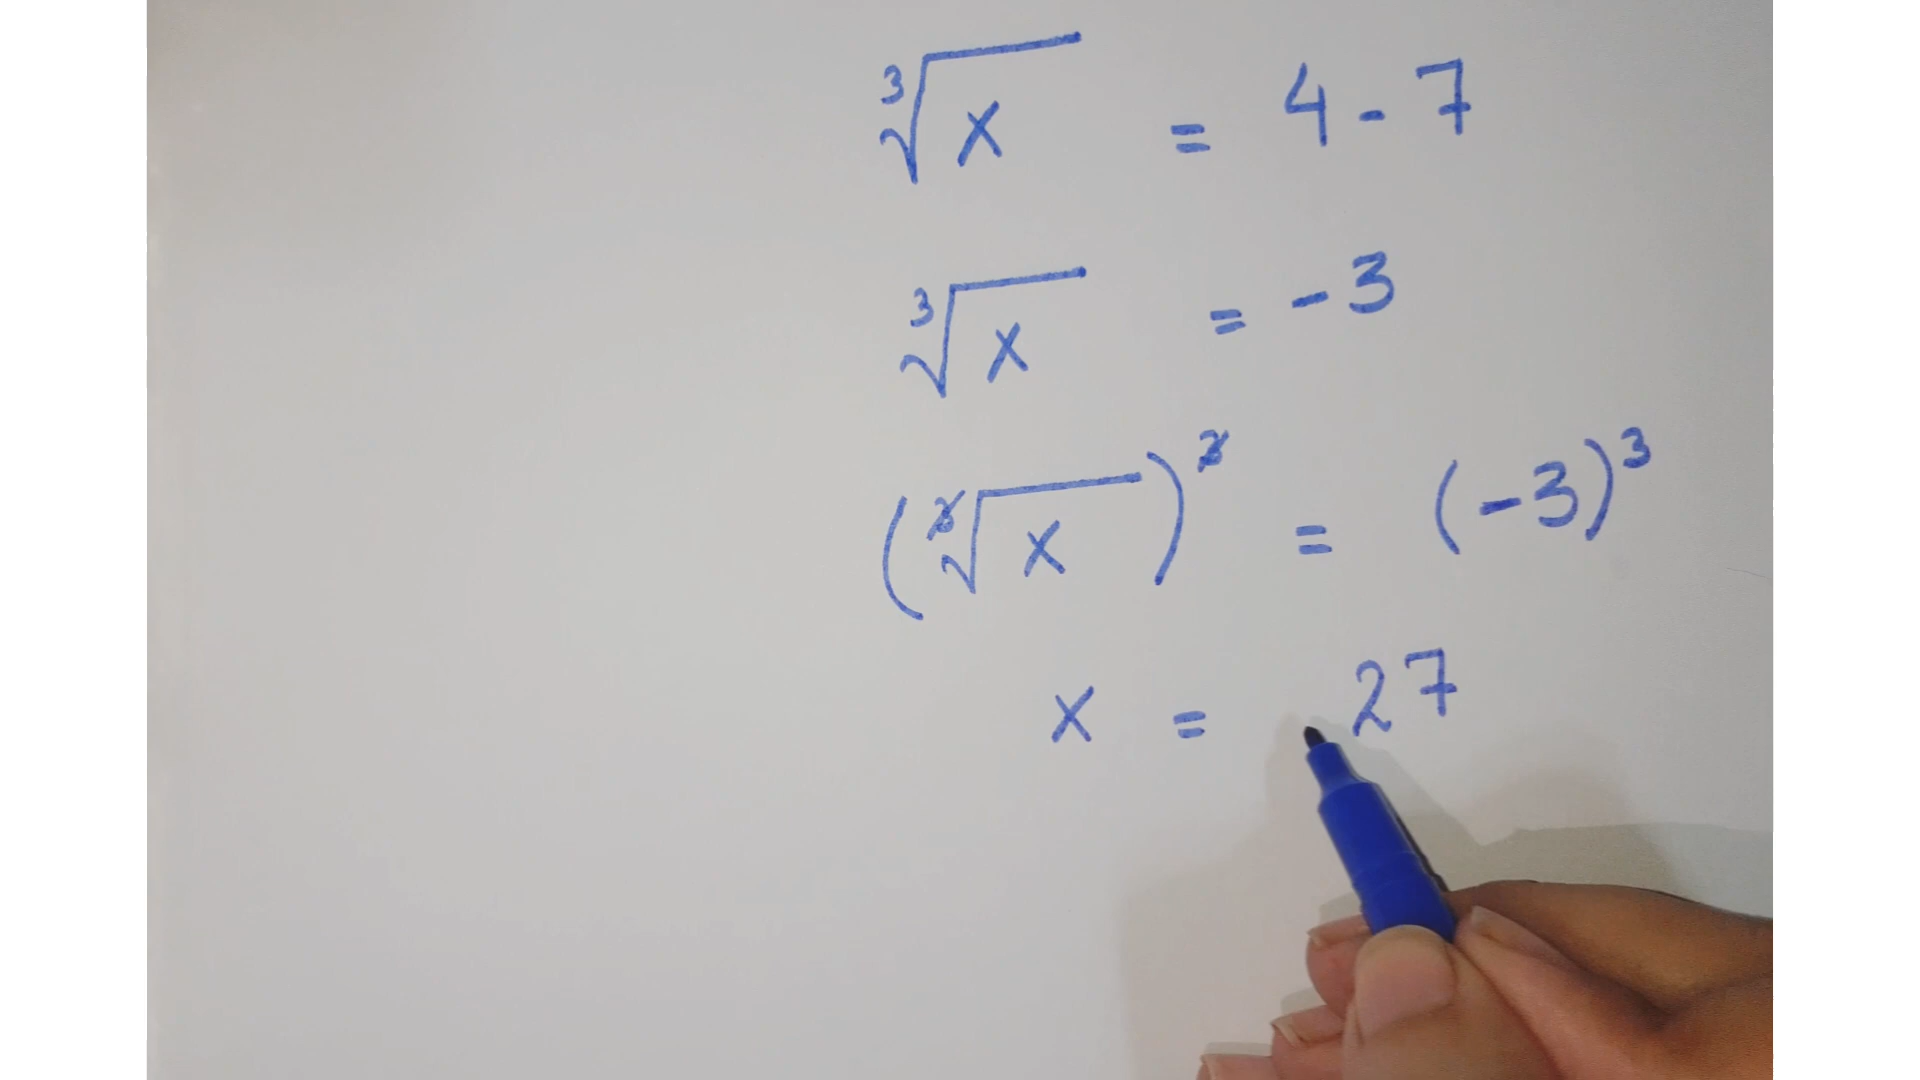 ∛x = 4 - 7
∛x = -3
(∛x)³ = (-3)³
x = 27